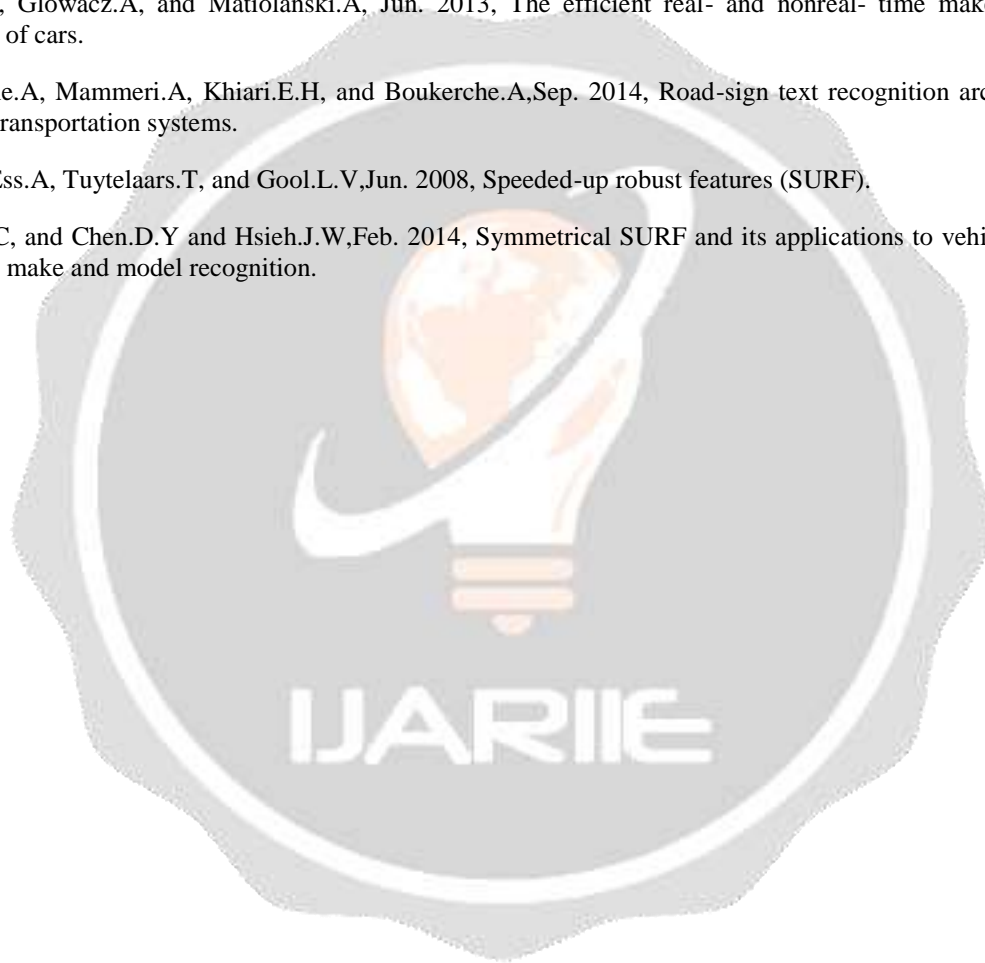 , Glowacz.A, and Matiolanski.A, Jun. 2013, The efficient real- and nonreal- time make
of cars.
e.A, Mammeri.A, Khiari.E.H, and Boukerche.A,Sep. 2014, Road-sign text recognition arc
ransportation systems.
ss.A, Tuytelaars.T, and Gool.L.V,Jun. 2008, Speeded-up robust features (SURF).
C, and Chen.D.Y and Hsieh.J.W,Feb. 2014, Symmetrical SURF and its applications to vehi
make and model recognition.
IJARIIE